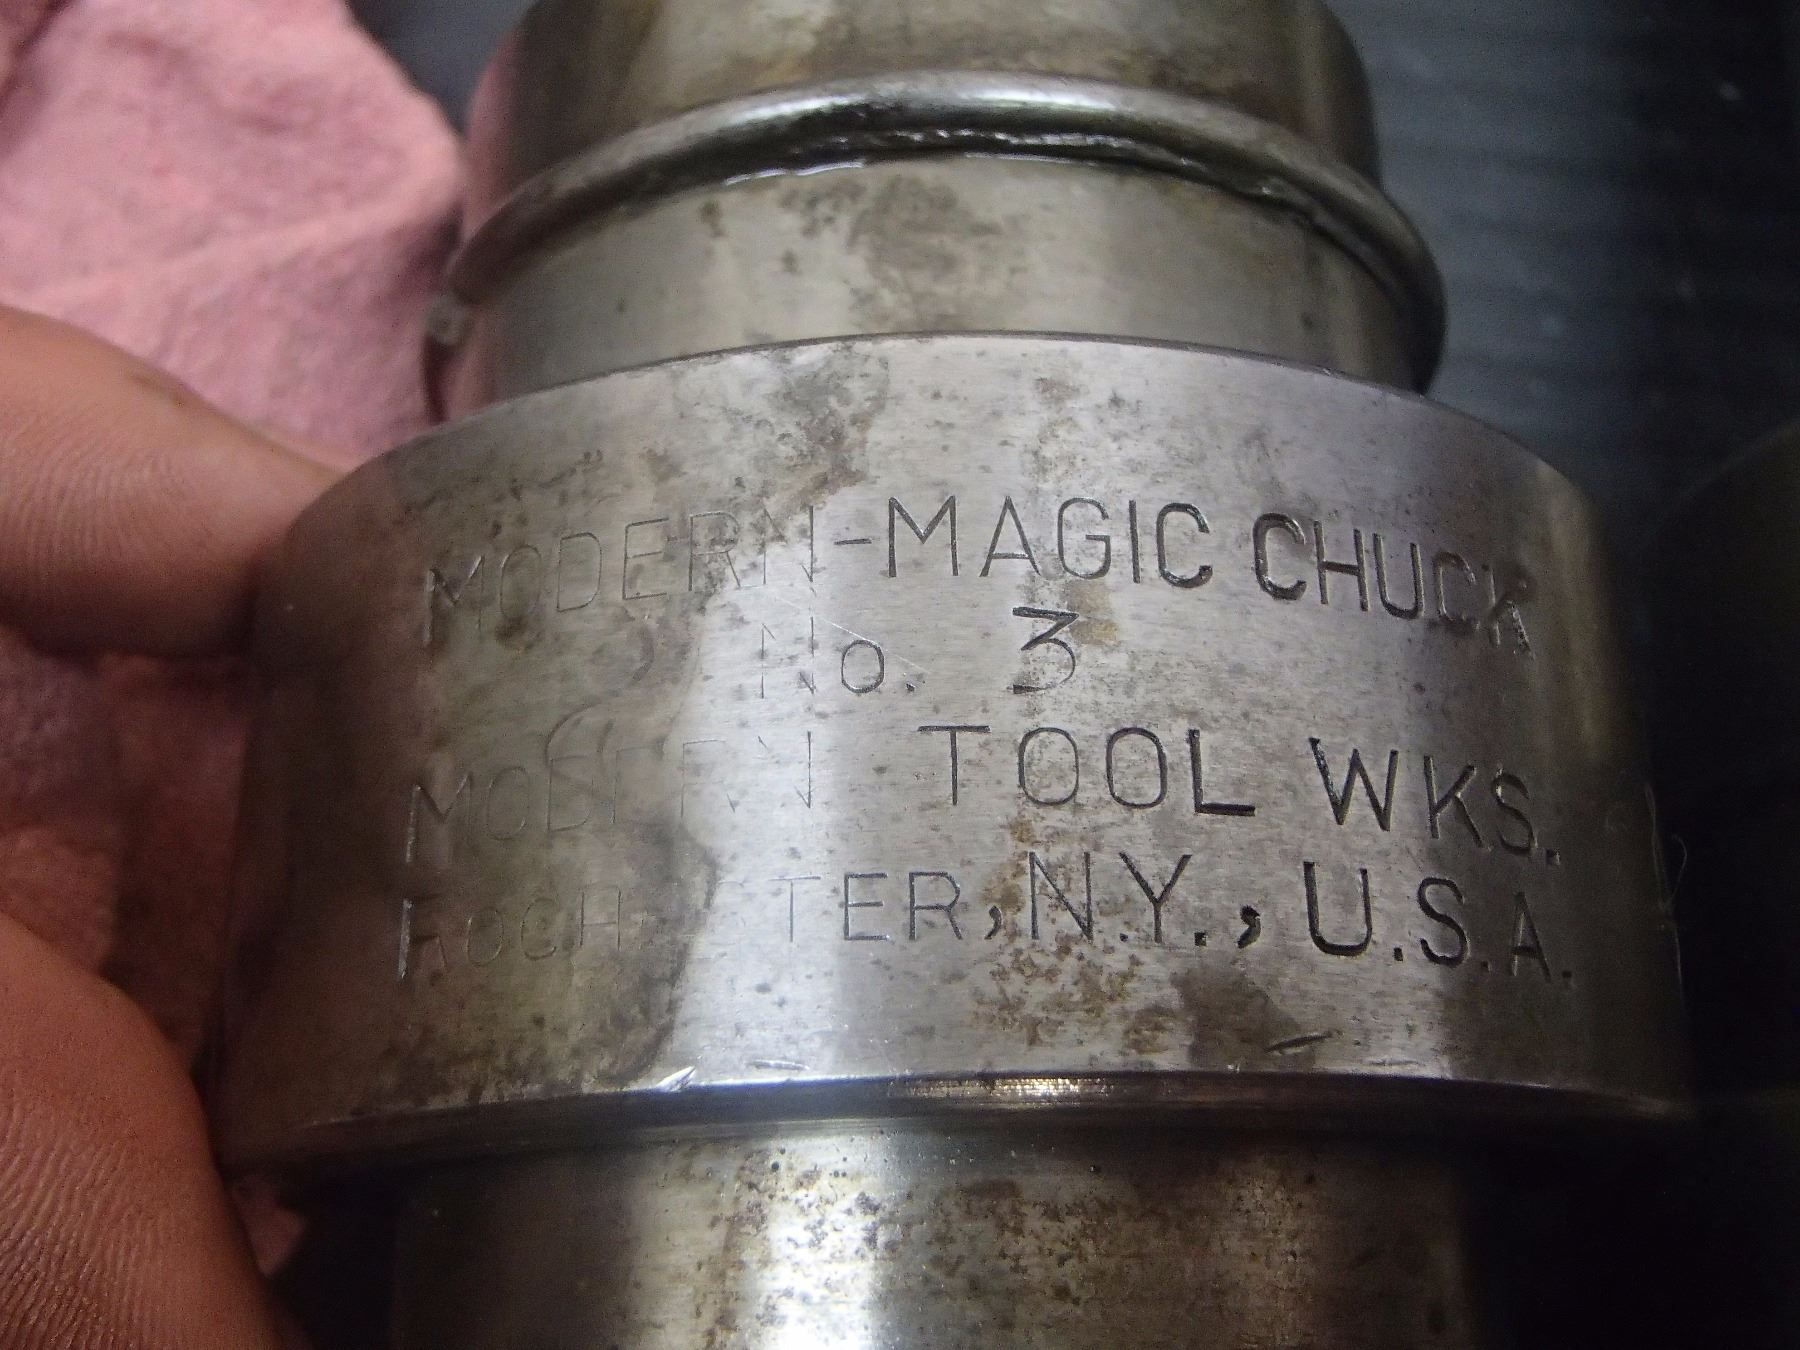 MODERN-MAGIC CHUCK
No. 3
MODERN TOOL WKS.
ROCHESTER, N.Y., U.S.A.